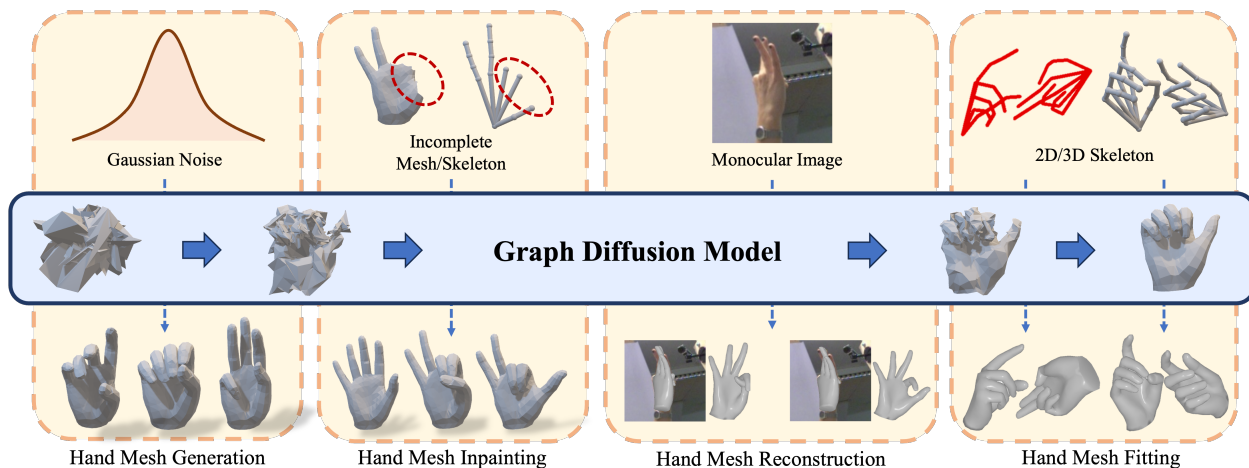 Gaussian Noise
Incomplete
Mesh/Skeleton
Monocular Image
2D/3D Skeleton
Graph Diffusion Model
Hand Mesh Generation
Hand Mesh Inpainting
Hand Mesh Reconstruction
Hand Mesh Fitting